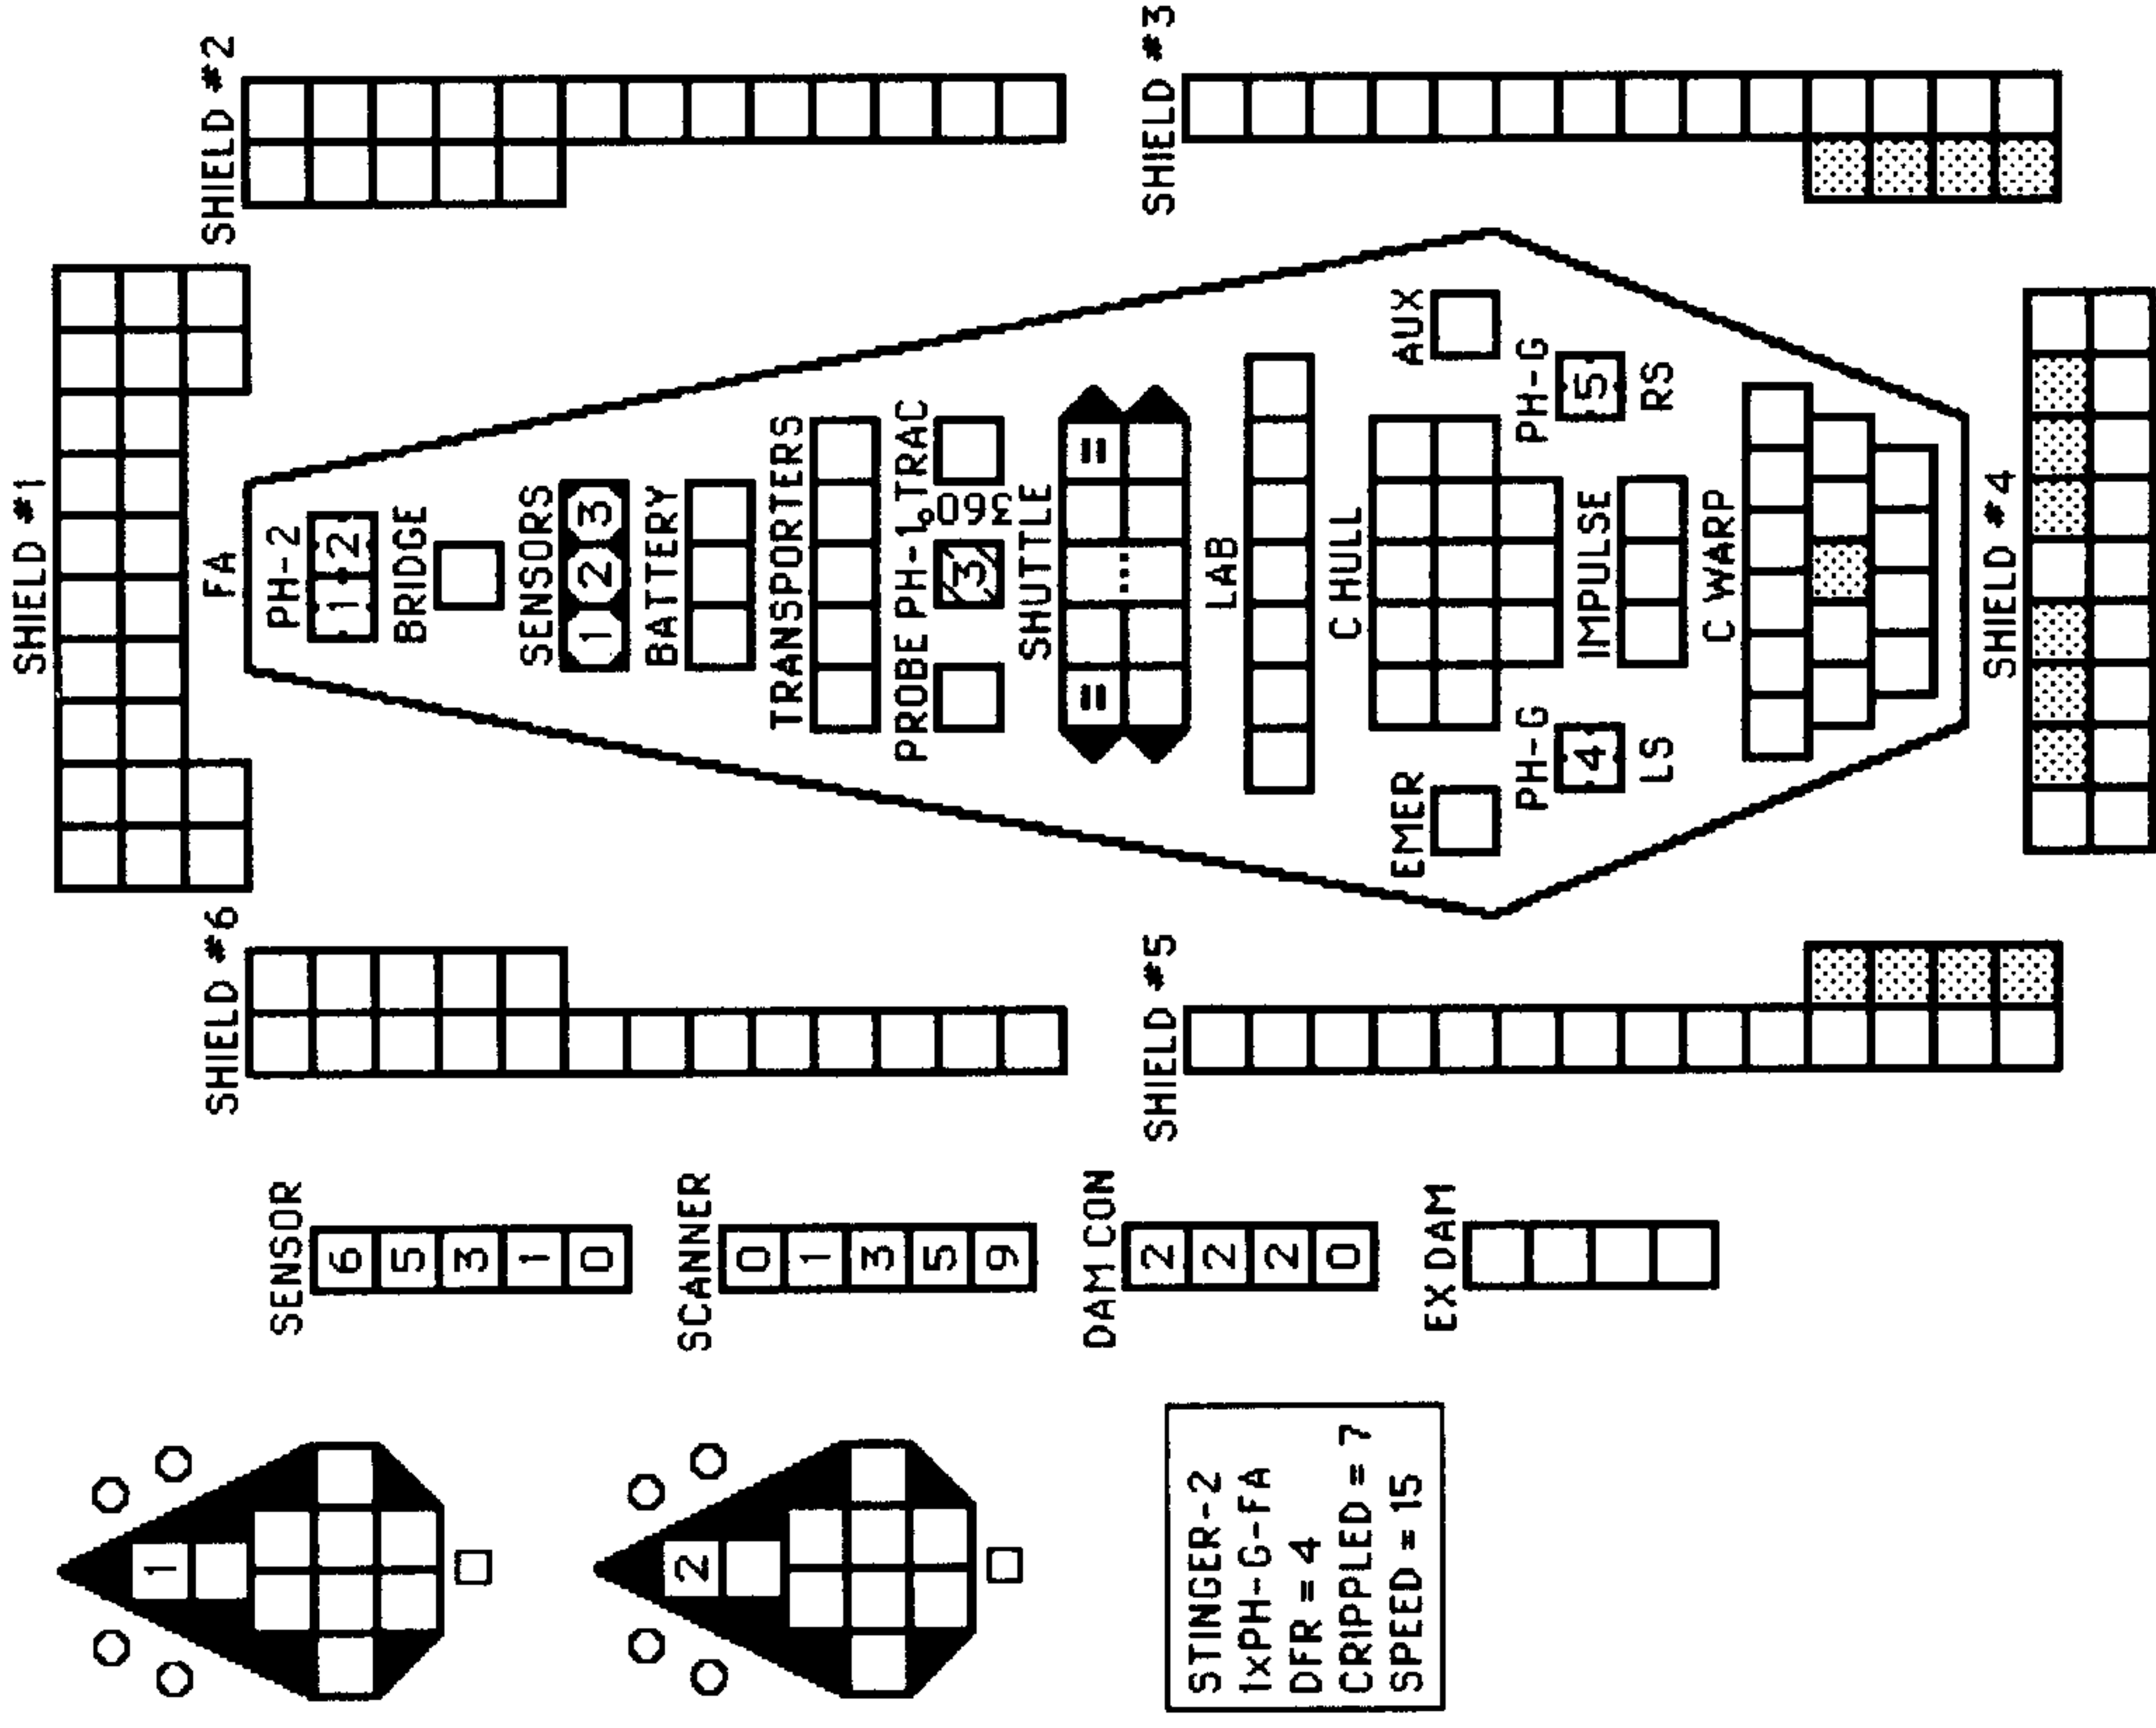 SHIELD #1
SHIELD #2
SHIELD #6
FA
PH-2
1 2
BRIDGE
SENSORS
1 2 3
BATTERY
TRANSPORTERS
PROBE PH-1 TRAC
3
360°
SHUTTLE
= .... =
LAB
C HULL
EMER
AUX
PH-G
4
LS
PH-G
5
RS
IMPULSE
C WARP
SHIELD #3
SHIELD #5
SHIELD #4
SENSOR
6
5
3
1
0
SCANNER
0
1
3
5
9
DAM CON
2
2
2
0
EX DAM
1
2
STINGER-2
1xPH-G-FA
DFR = 4
CRIPPLED = 7
SPEED = 15